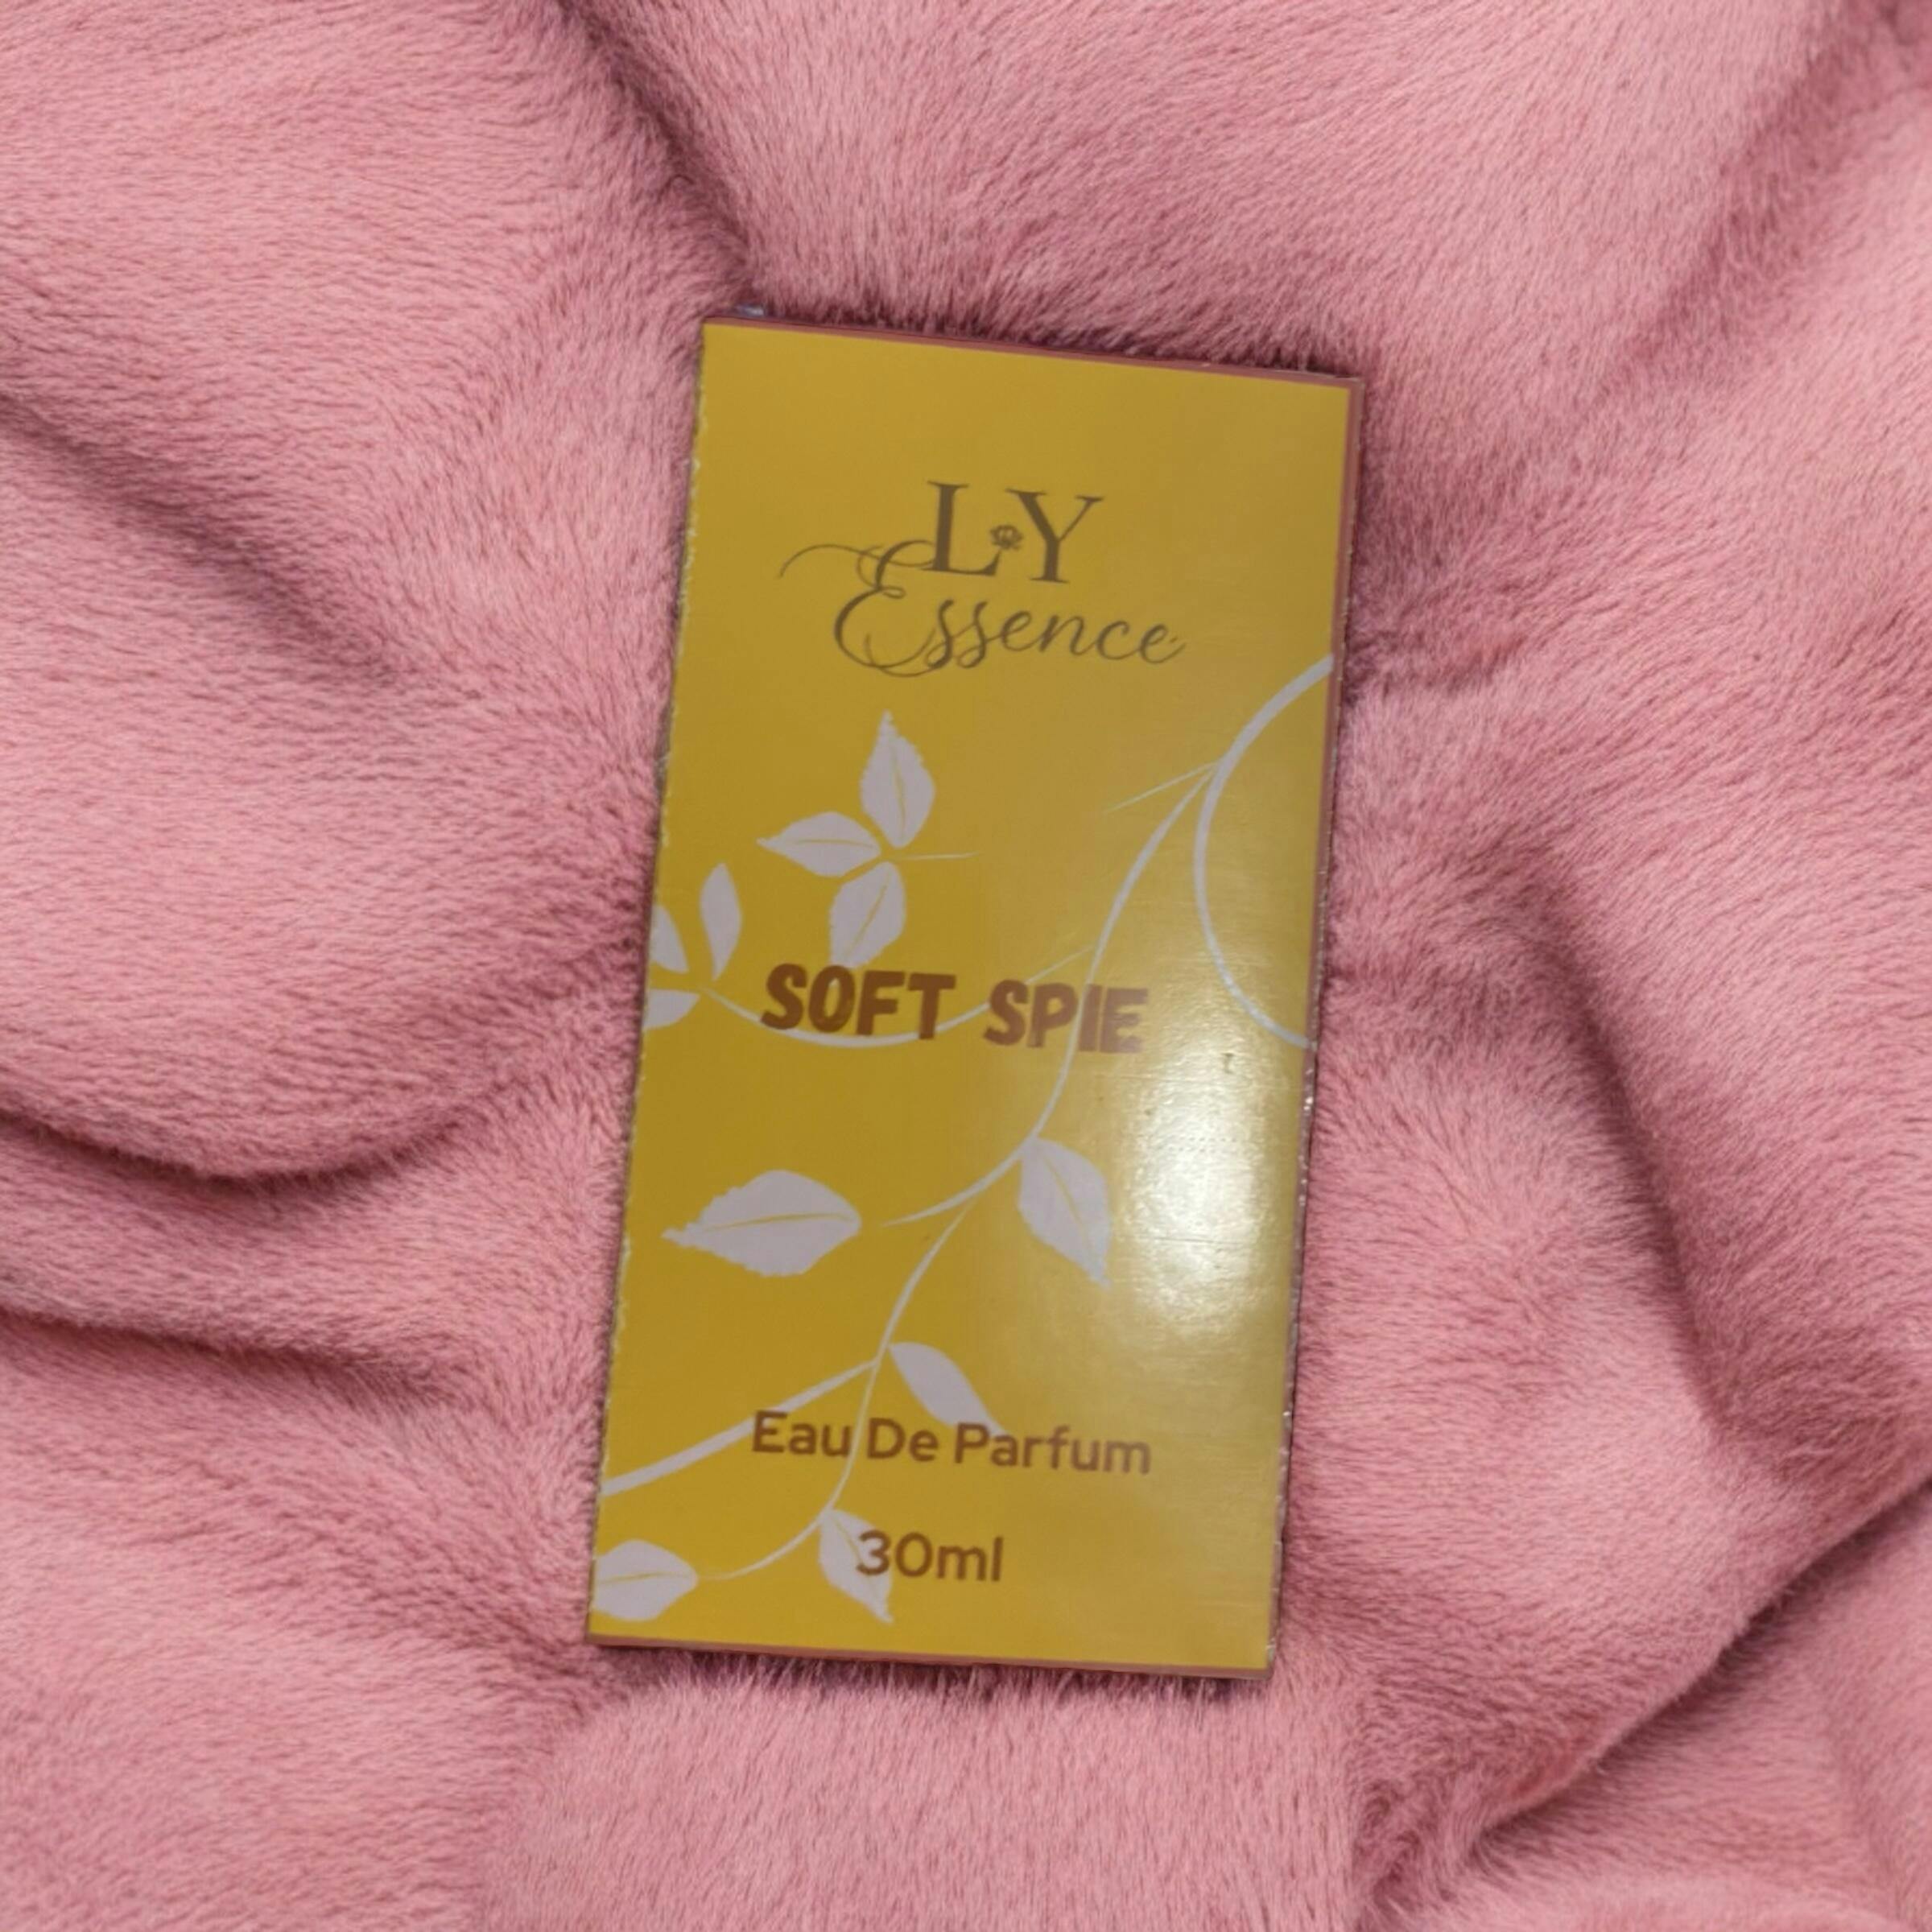 LY
Essence
SOFT SPIE
Eau De Parfum
30ml